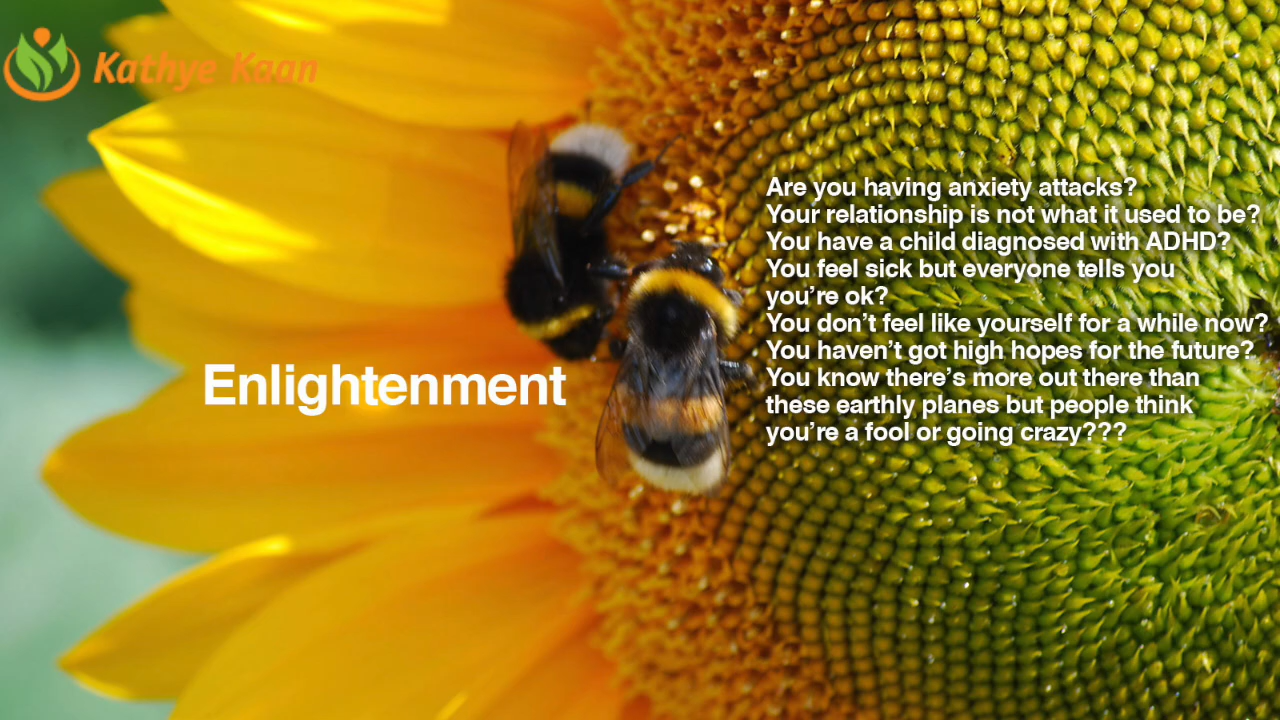 Kathye Kaan
Are you having anxiety attacks?
Your relationship is not what it used to be?
You have a child diagnosed with ADHD?
You feel sick but everyone tells you
you're ok?
You don't feel like yourself for a while now?
You haven't got high hopes for the future?
You know there's more out there than
these earthly planes but people think
you're a fool or going crazy???
Enlightenment